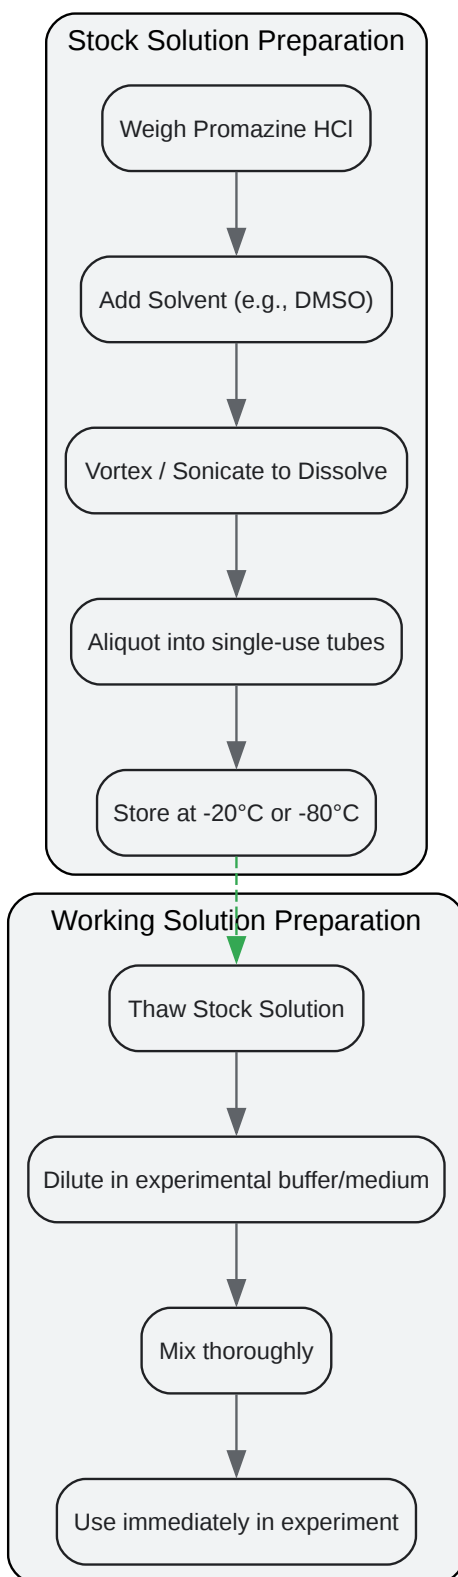 Stock Solution Preparation
Weigh Promazine HCl
Add Solvent (e.g., DMSO)
Vortex / Sonicate to Dissolve
Aliquot into single-use tubes
Store at -20°C or -80°C
Working Solution Preparation
Thaw Stock Solution
Dilute in experimental buffer/medium
Mix thoroughly
Use immediately in experiment